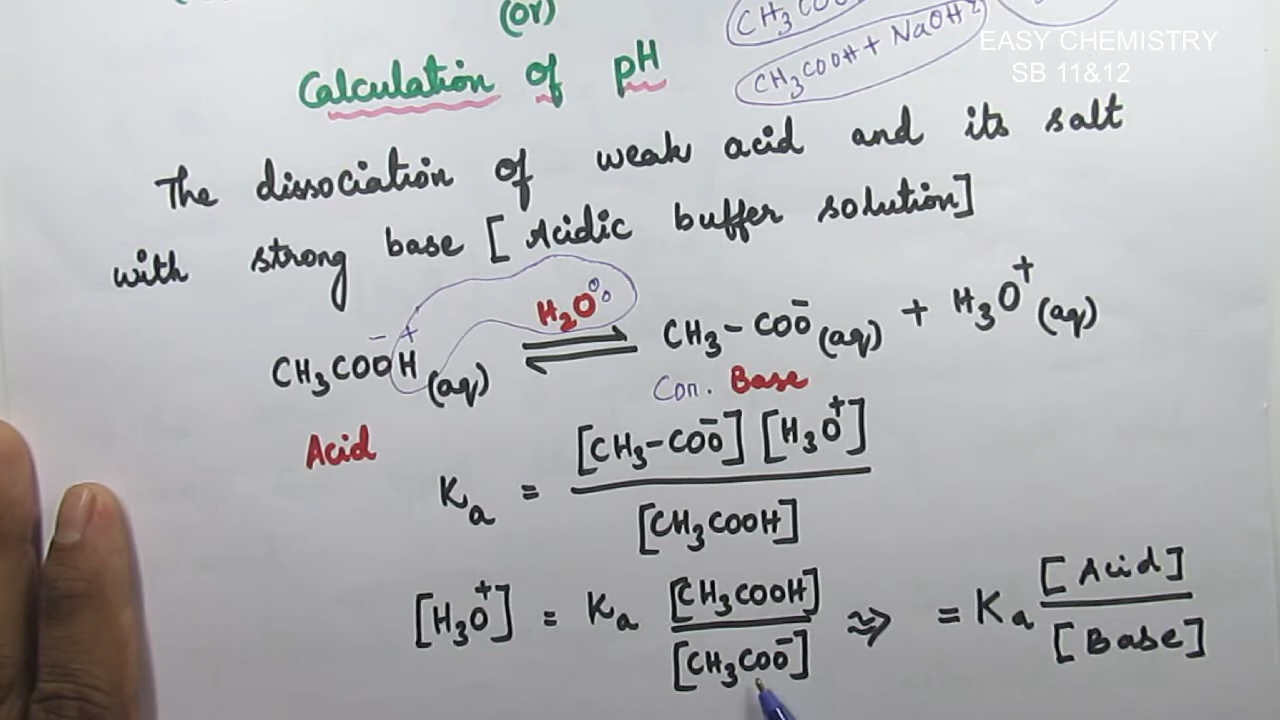 (or)
CH3COO
CH3COOH + NaOH
EASY CHEMISTRY
SB 11&12
Calculation of pH
The dissociation of weak acid and its salt
with strong base [Acidic buffer solution]
CH3COO⁻H⁺(aq) ⇌ H2O CH3-COO⁻(aq) + H3O⁺(aq)
Acid Con. Base
Ka = [CH3-COO⁻] [H3O⁺] / [CH3COOH]
[H3O⁺] = Ka [CH3COOH] / [CH3COO⁻] ⇒ = Ka [Acid] / [Base]